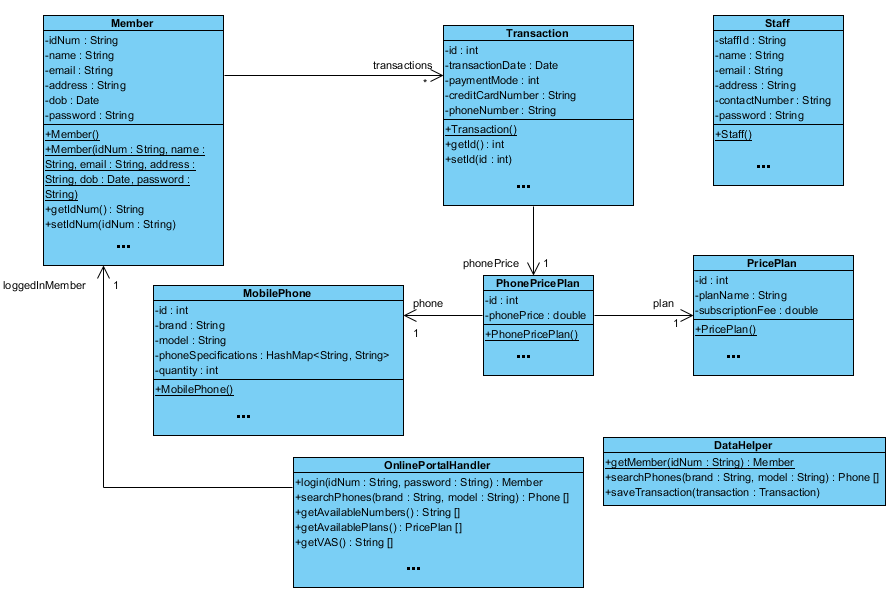 Member
-idNum : String
-name : String
-email : String
-address : String
-dob : Date
-password : String
+Member()
+Member(idNum : String, name :
String, email : String, address :
String, dob : Date, password :
String)
+getIdNum() : String
+setIdNum(idNum : String)
...
transactions
*
Transaction
-id : int
-transactionDate : Date
-paymentMode : int
-creditCardNumber : String
-phoneNumber : String
+Transaction()
+getId() : int
+setId(id : int)
...
Staff
-staffId : String
-name : String
-email : String
-address : String
-contactNumber : String
-password : String
+Staff()
...
loggedInMember
1
phonePrice
1
MobilePhone
-id : int
-brand : String
-model : String
-phoneSpecifications : HashMap<String, String>
-quantity : int
+MobilePhone()
...
phone
1
PhonePricePlan
-id : int
-phonePrice : double
+PhonePricePlan()
...
plan
1
PricePlan
-id : int
-planName : String
-subscriptionFee : double
+PricePlan()
...
OnlinePortalHandler
+login(idNum : String, password : String) : Member
+searchPhones(brand : String, model : String) : Phone []
+getAvailableNumbers() : String []
+getAvailablePlans() : PricePlan []
+getVAS() : String []
...
DataHelper
+getMember(idNum : String) : Member
+searchPhones(brand : String, model : String) : Phone []
+saveTransaction(transaction : Transaction)